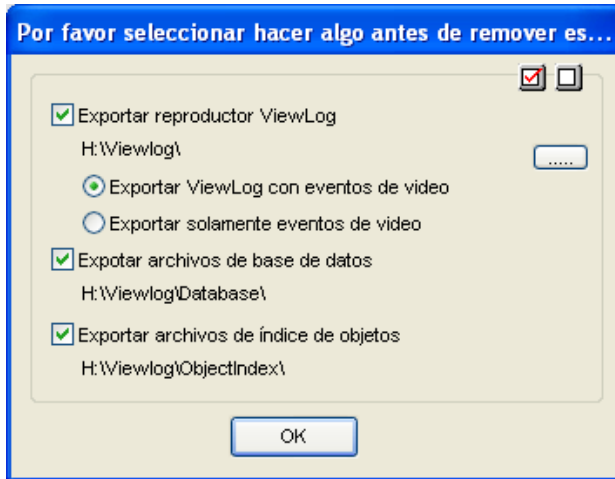 Por favor seleccionar hacer algo antes de remover es...
Exportar reproductor ViewLog
H:\Viewlog\
.....
Exportar ViewLog con eventos de video
Exportar solamente eventos de video
Expotar archivos de base de datos
H:\Viewlog\Database\
Exportar archivos de índice de objetos
H:\Viewlog\ObjectIndex\
OK